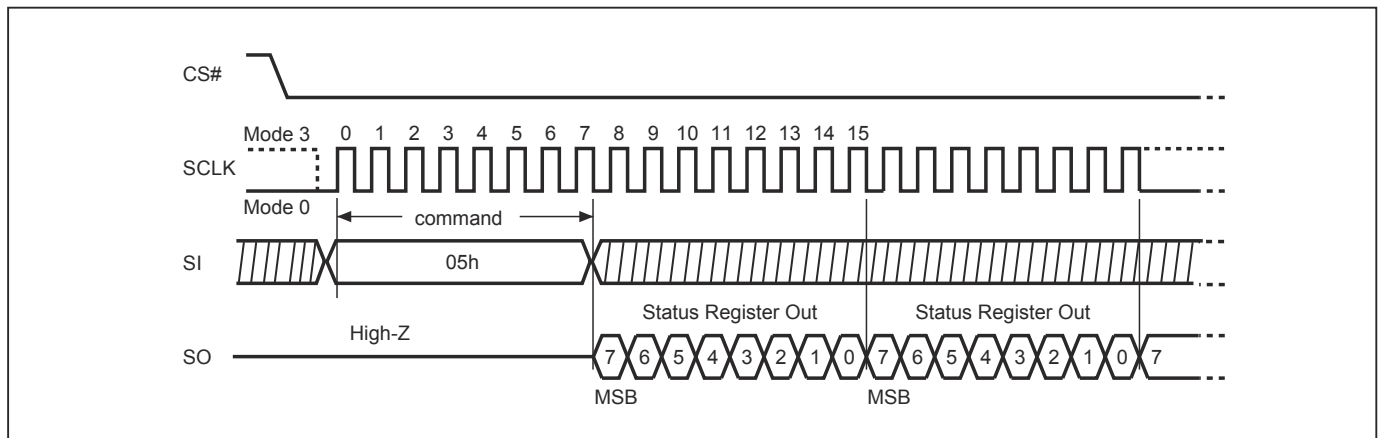 CS#
Mode 3 0 1 2 3 4 5 6 7 8 9 10 11 12 13 14 15
SCLK
Mode 0
command
SI 05h
Status Register Out Status Register Out
High-Z
SO 7 6 5 4 3 2 1 0 7 6 5 4 3 2 1 0 7
MSB MSB